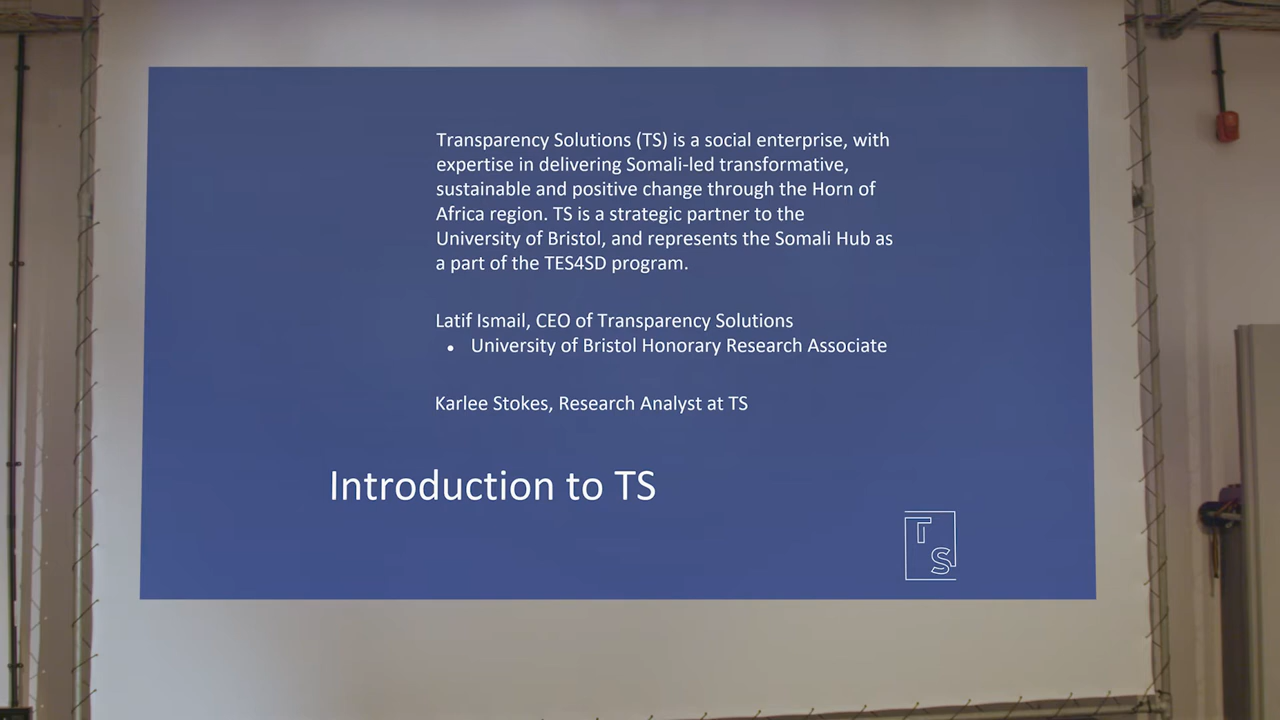 Transparency Solutions (TS) is a social enterprise, with
expertise in delivering Somali-led transformative,
sustainable and positive change through the Horn of
Africa region. TS is a strategic partner to the
University of Bristol, and represents the Somali Hub as
a part of the TES4SD program.
Latif Ismail, CEO of Transparency Solutions
• University of Bristol Honorary Research Associate
Karlee Stokes, Research Analyst at TS
Introduction to TS
T
S